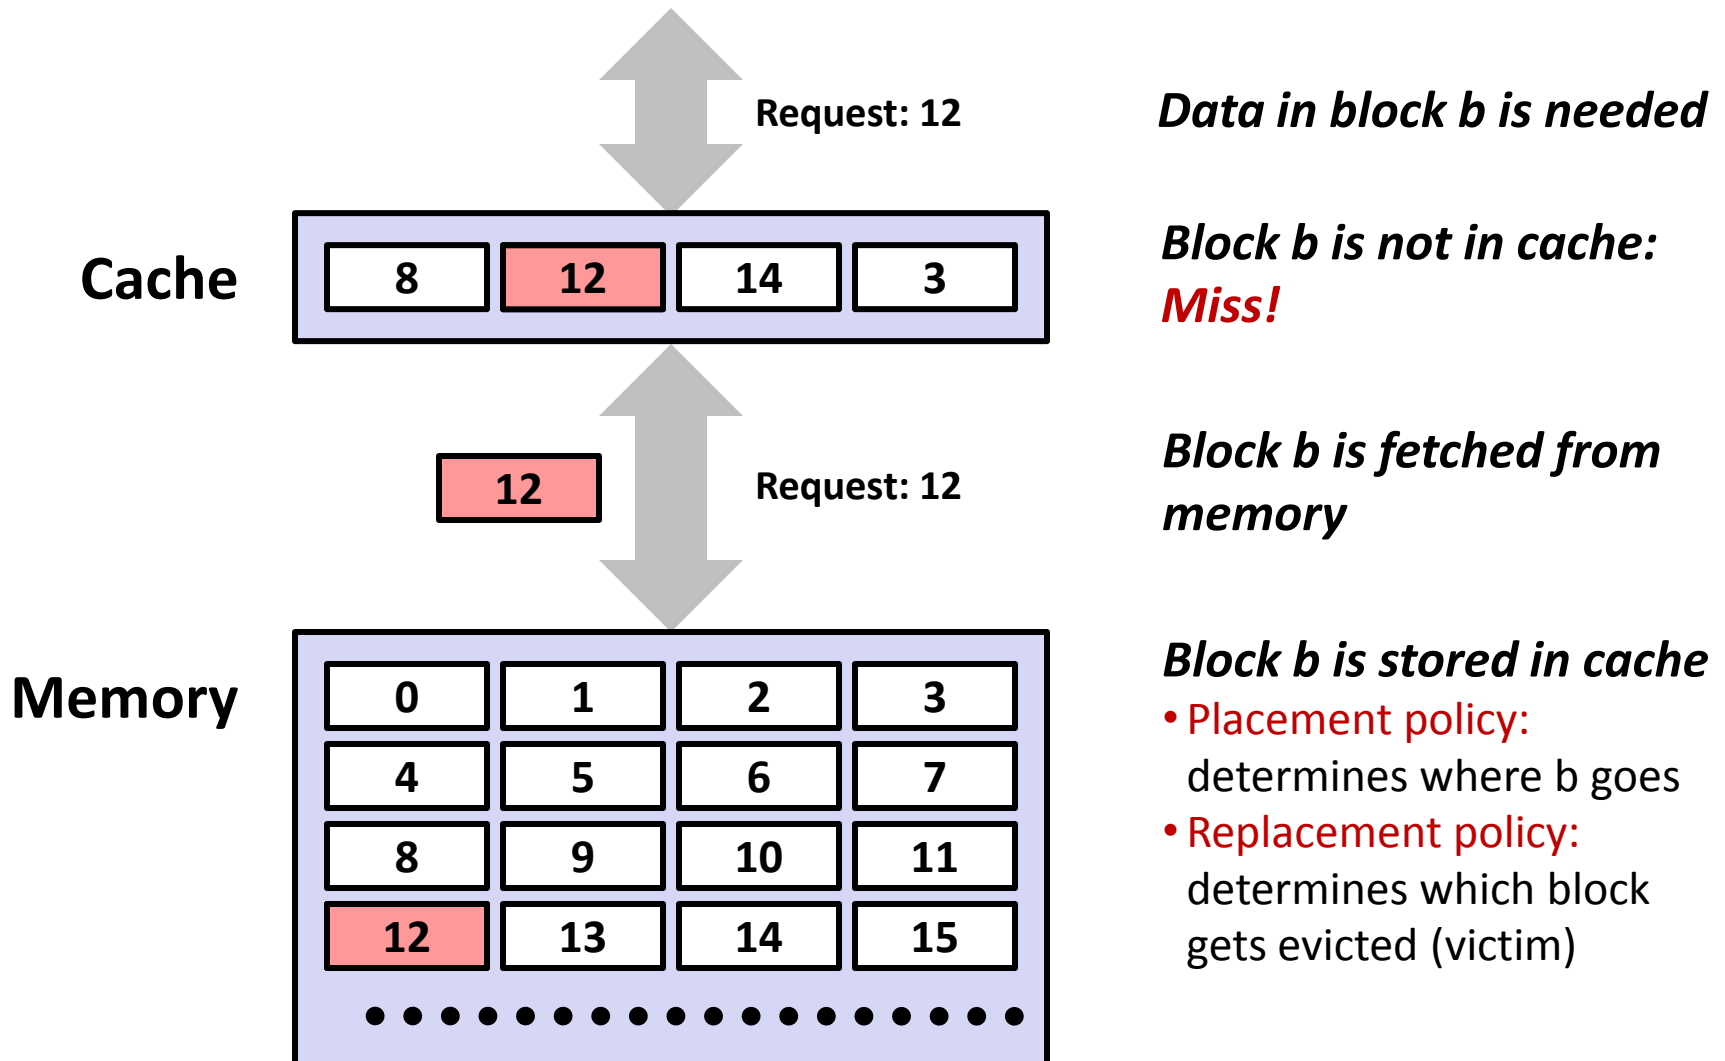 Request: 12
Data in block b is needed
Cache
8 12 14 3
Block b is not in cache:
Miss!
12
Request: 12
Block b is fetched from
memory
Memory
0 1 2 3
4 5 6 7
8 9 10 11
12 13 14 15
Block b is stored in cache
• Placement policy:
determines where b goes
• Replacement policy:
determines which block
gets evicted (victim)